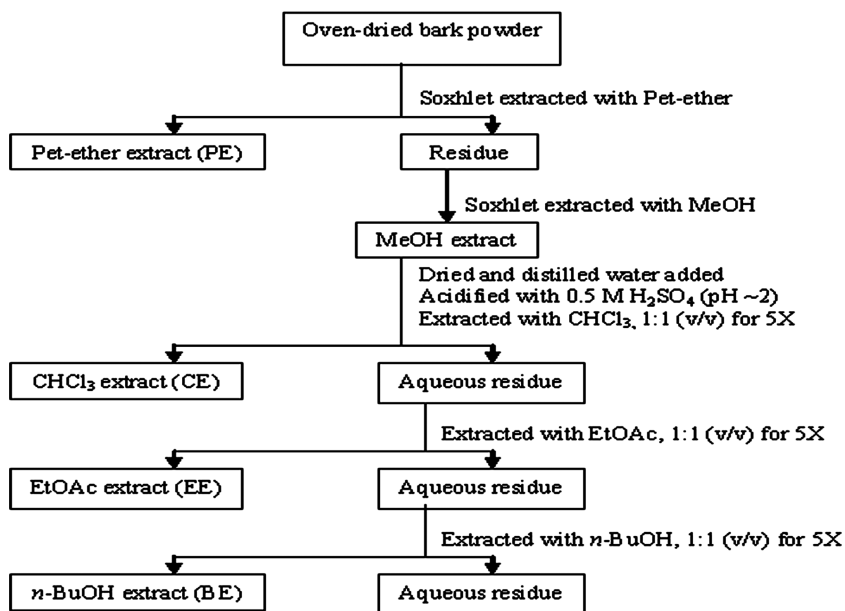 Oven-dried bark powder
Soxhlet extracted with Pet-ether
Pet-ether extract (PE)
Residue
Soxhlet extracted with MeOH
MeOH extract
Dried and distilled water added
Acidified with 0.5 M H₂SO₄ (pH ~2)
Extracted with CHCl₃, 1:1 (v/v) for 5X
CHCl₃ extract (CE)
Aqueous residue
Extracted with EtOAc, 1:1 (v/v) for 5X
EtOAc extract (EE)
Aqueous residue
Extracted with n-BuOH, 1:1 (v/v) for 5X
n-BuOH extract (BE)
Aqueous residue